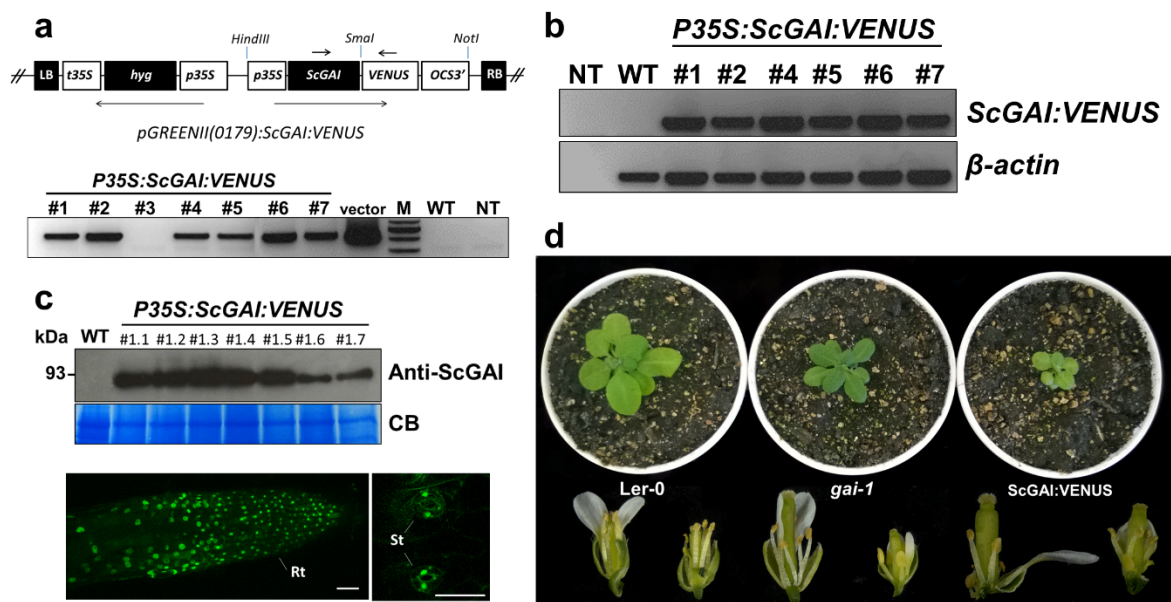 a
HindIII SmaI NotI
LB t35S hyg p35S p35S ScGAI VENUS OCS3' RB
pGREENII(0179):ScGAI:VENUS
P35S:ScGAI:VENUS
#1 #2 #3 #4 #5 #6 #7 vector M WT NT
b
P35S:ScGAI:VENUS
NT WT #1 #2 #4 #5 #6 #7
ScGAI:VENUS
β-actin
c
P35S:ScGAI:VENUS
kDa WT #1.1 #1.2 #1.3 #1.4 #1.5 #1.6 #1.7
93 Anti-ScGAI
CB
Rt
St
d
Ler-0 gai-1 ScGAI:VENUS